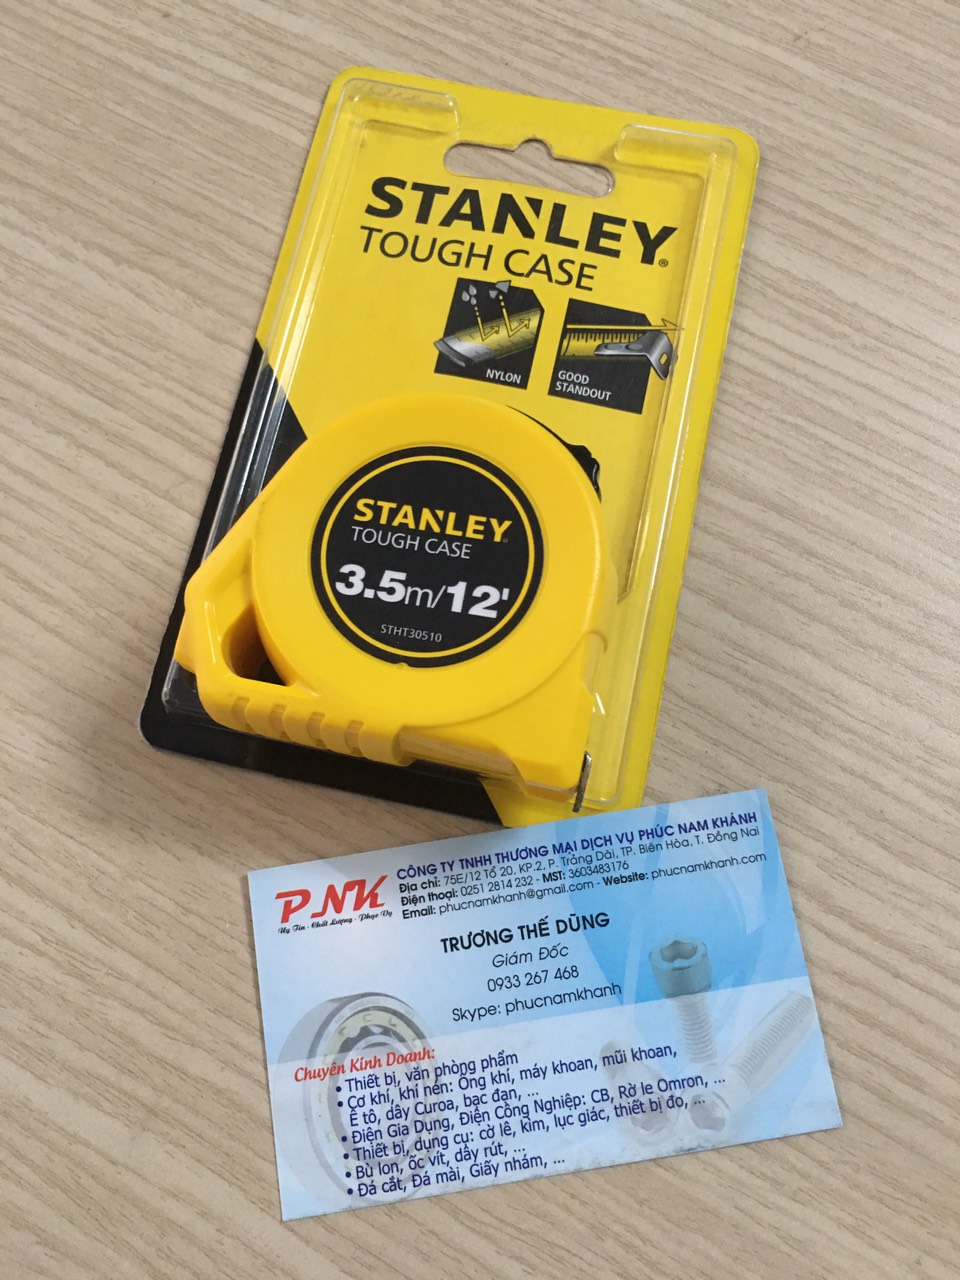 STANLEY®
TOUGH CASE
NYLON
GOOD
STANDOUT
STANLEY
TOUGH CASE
3.5m/12'
STHT30510
PNK
Uy Tín - Chất Lượng - Phục Vụ
CÔNG TY TNHH THƯƠNG MẠI DỊCH VỤ PHÚC NAM KHÁNH
Địa chỉ: 75E/12 Tổ 20, KP.2, P. Trảng Dài, TP. Biên Hòa, T. Đồng Nai
Điện thoại: 0251 2814 232 - MST: 3603483176
Email: phucnamkhanh@gmail.com - Website: phucnamkhanh.com
TRƯƠNG THẾ DŨNG
Giám Đốc
0933 267 468
Skype: phucnamkhanh
Chuyên Kinh Doanh:
• Thiết bị, văn phòng phẩm
• Cơ khí, khí nén: Ống khí, máy khoan, mũi khoan,
Ê tô, dây Curoa, bạc đạn, ...
• Điện Gia Dụng, Điện Công Nghiệp: CB, Rờ le Omron, ...
• Thiết bị, dụng cụ: cờ lê, kìm, lục giác, thiết bị đo, ...
• Bù lon, ốc vít, dây rút, ...
• Đá cắt, Đá mài, Giấy nhám, ...